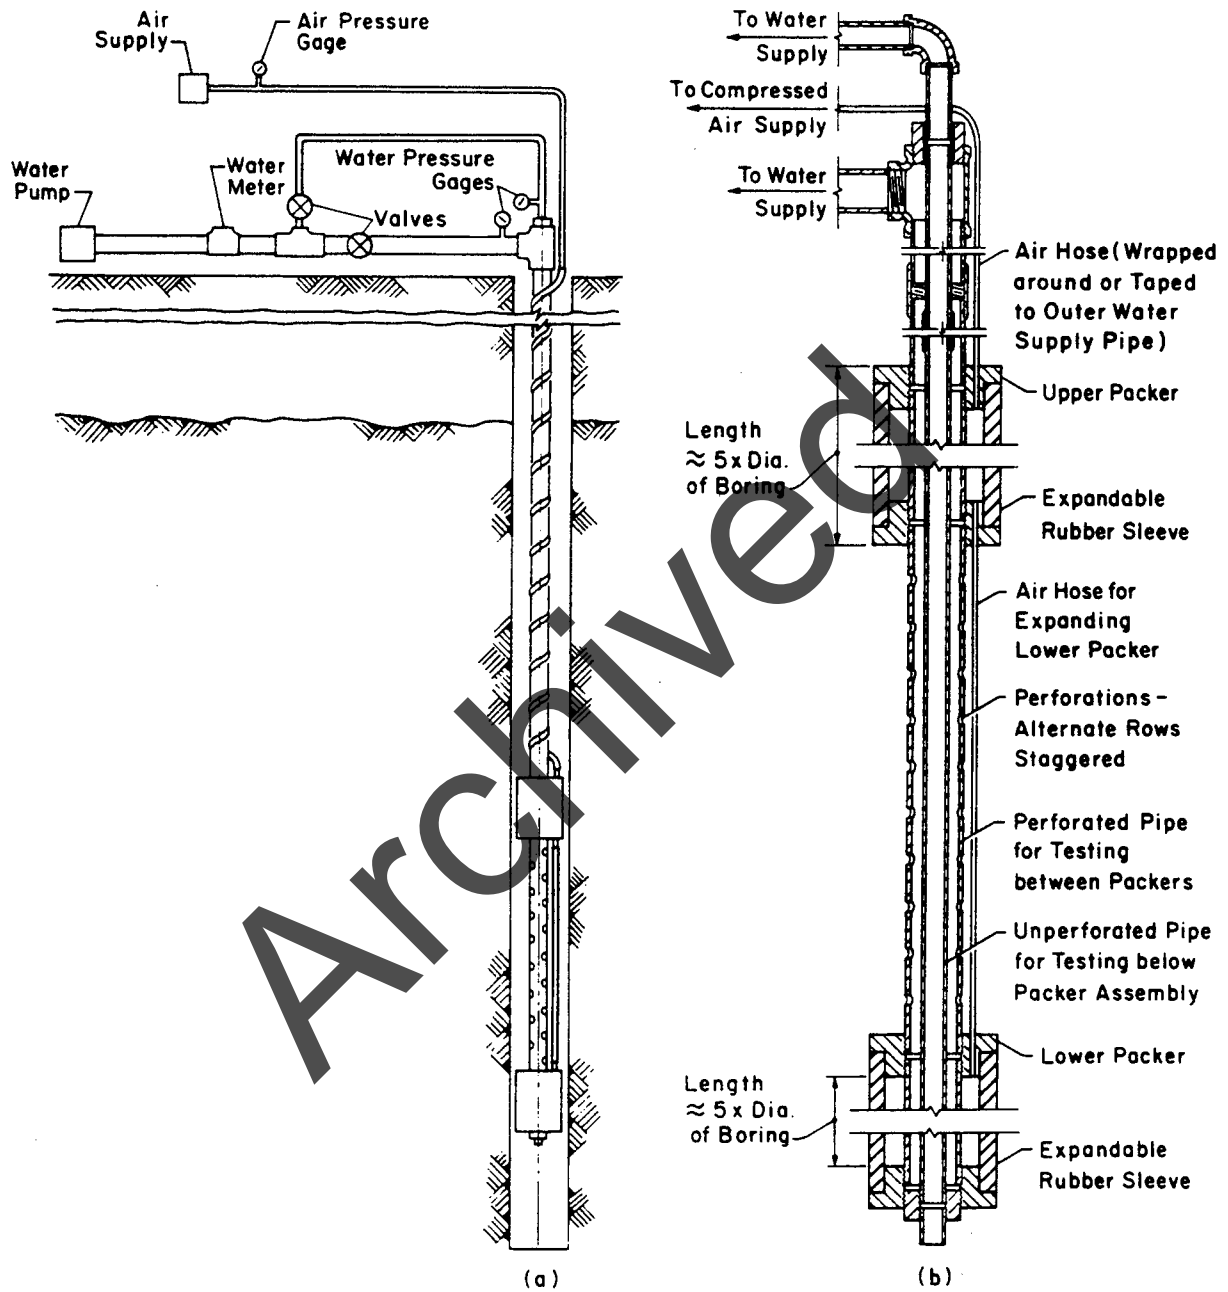 Air
Supply
Air Pressure
Gage
Water Pressure
Gages
Water
Meter
Water
Pump
Valves
(a)
To Water
Supply
To Compressed
Air Supply
To Water
Supply
Air Hose (Wrapped
around or Taped
to Outer Water
Supply Pipe)
Upper Packer
Length
≈ 5x Dia.
of Boring
Expandable
Rubber Sleeve
Air Hose for
Expanding
Lower Packer
Perforations-
Alternate Rows
Staggered
Perforated Pipe
for Testing
between Packers
Unperforated Pipe
for Testing below
Packer Assembly
Lower Packer
Length
≈ 5x Dia.
of Boring
Expandable
Rubber Sleeve
(b)
Archived